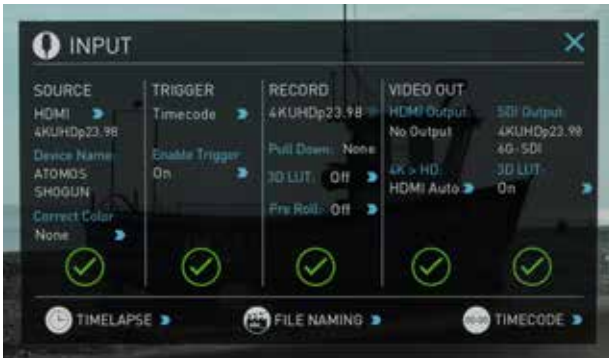 INPUT
SOURCE
HDMI
4KUHDp23.98
Device Name:
ATOMOS
SHOGUN
Correct Color
None
TRIGGER
Timecode
Enable Trigger
On
RECORD
4KUHDp23.98
Pull Down: None
3D LUT: Off
Pre Roll: Off
VIDEO OUT
HDMI Output:
No Output
4K > HD:
HDMI Auto
SDI Output:
4KUHDp23.98
6G-SDI
3D LUT:
On
TIMELAPSE
FILE NAMING
00:00
TIMECODE